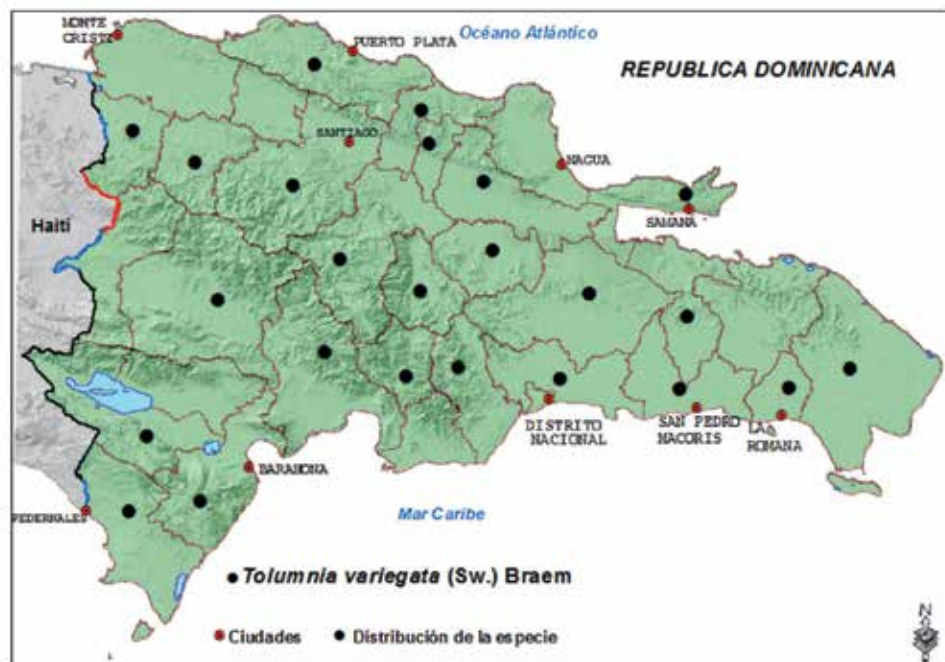 MONTE
CRISTI
PUERTO PLATA
Océano Atlántico
REPUBLICA DOMINICANA
SANTIAGO
NAGUA
SAMANA
Haití
DISTRITO
NACIONAL
SAN PEDRO
MACORIS
LA
ROMANA
BARAHONA
PEDERNALES
Mar Caribe
Tolumnia variegata (Sw.) Braem
Ciudades
Distribución de la especie
N